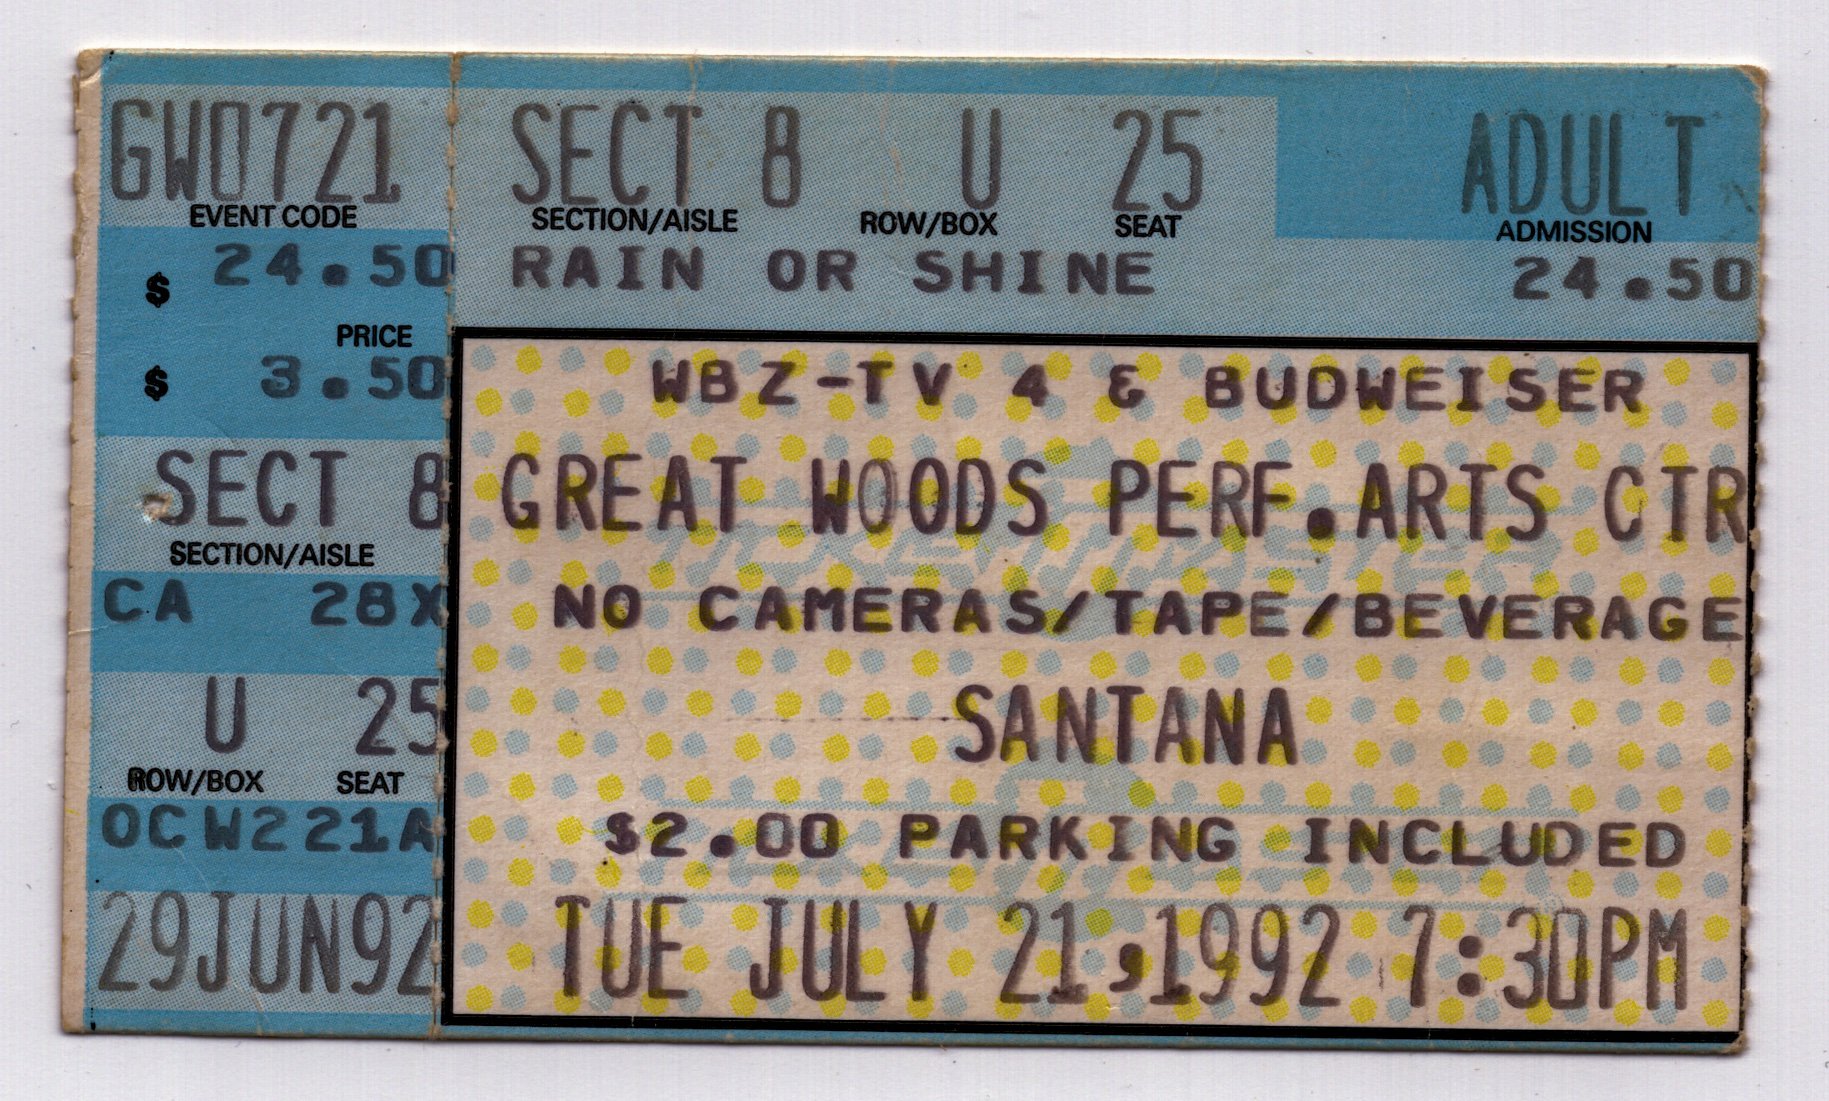 GW0721
EVENT CODE
$ 24.50
PRICE
$ 3.50
SECT 8
SECTION/AISLE
CA 28X
U 25
ROW/BOX SEAT
OCW221A
29JUN92
SECT 8 U 25 ADULT
SECTION/AISLE ROW/BOX SEAT ADMISSION
RAIN OR SHINE 24.50
WBZ-TV 4 & BUDWEISER
GREAT WOODS PERF.ARTS CTR
TICKETMASTER
NO CAMERAS/TAPE/BEVERAGE
SANTANA
$2.00 PARKING INCLUDED
TUE JULY 21,1992 7:30PM